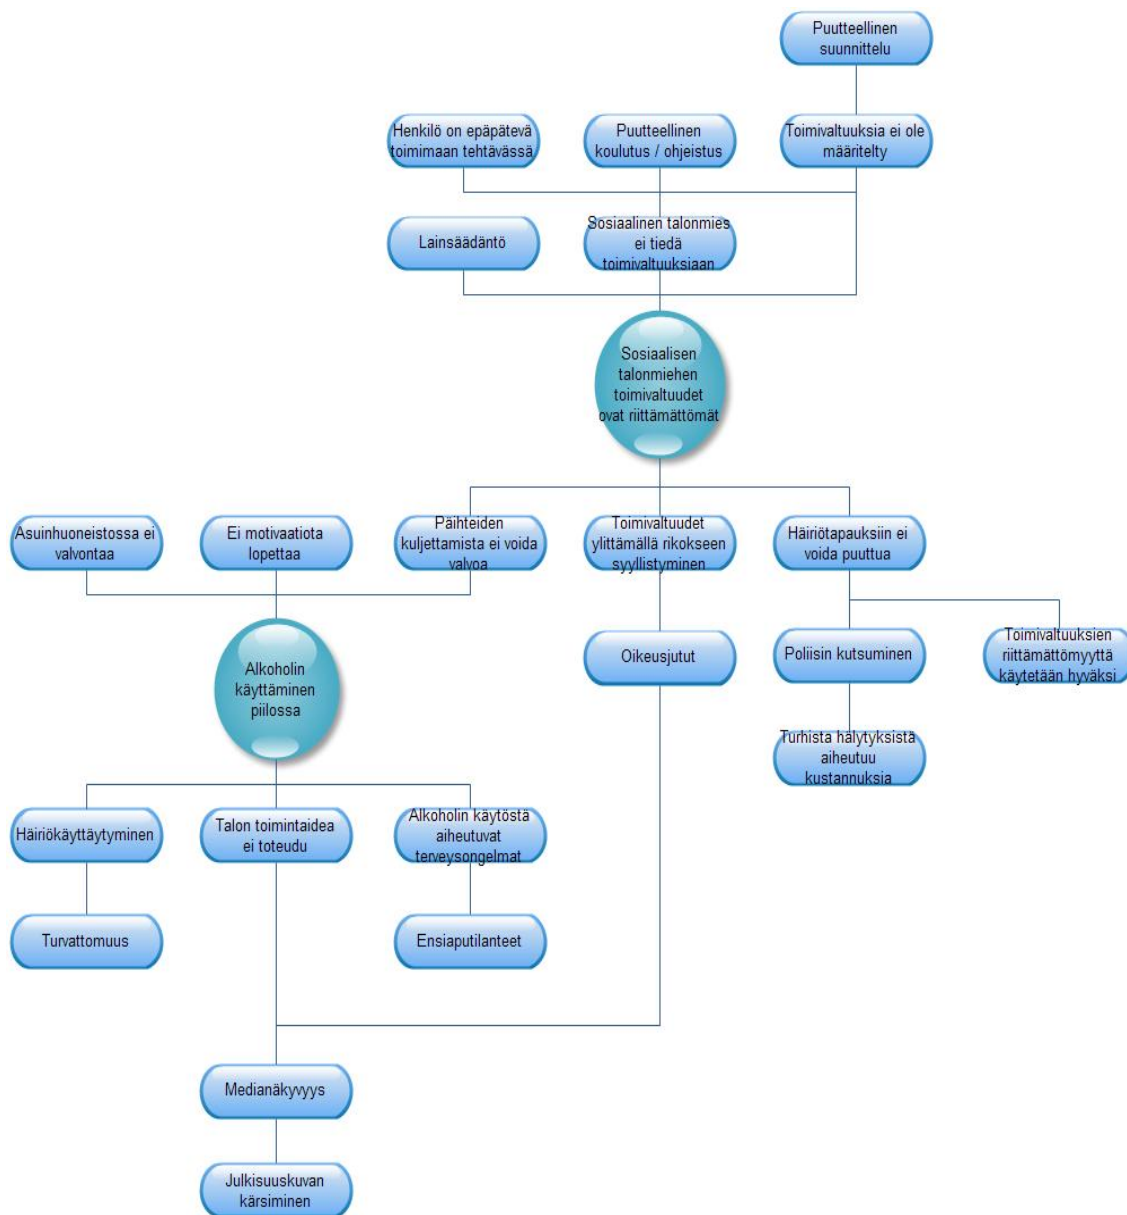 Puutteellinen
suunnittelu
Henkilö on epäpätevä
toimimaan tehtävässä
Puutteellinen
koulutus / ohjeistus
Toimivaltuuksia ei ole
määritelty
Lainsäädäntö
Sosiaalinen talonmies
ei tiedä
toimivaltuuksiaan
Sosiaalisen
talonmiehen
toimivaltuudet
ovat riittämättömät
Asuinhuoneistossa ei
valvontaa
Ei motivaatiota
lopettaa
Päihteiden
kuljettamista ei voida
valvoa
Toimivaltuudet
ylittämällä rikokseen
syyllistyminen
Häiriötapauksiin ei
voida puuttua
Alkoholin
käyttäminen
piilossa
Oikeusjutut
Poliisin kutsuminen
Toimivaltuuksien
riittämättömyyttä
käytetään hyväksi
Turhista hälytyksistä
aiheutuu
kustannuksia
Häiriökäyttäytyminen
Talon toimintaidea
ei toteudu
Alkoholin käytöstä
aiheutuvat
terveysongelmat
Turvattomuus
Ensiaputilanteet
Medianäkyvyys
Julkisuuskuvan
kärsiminen